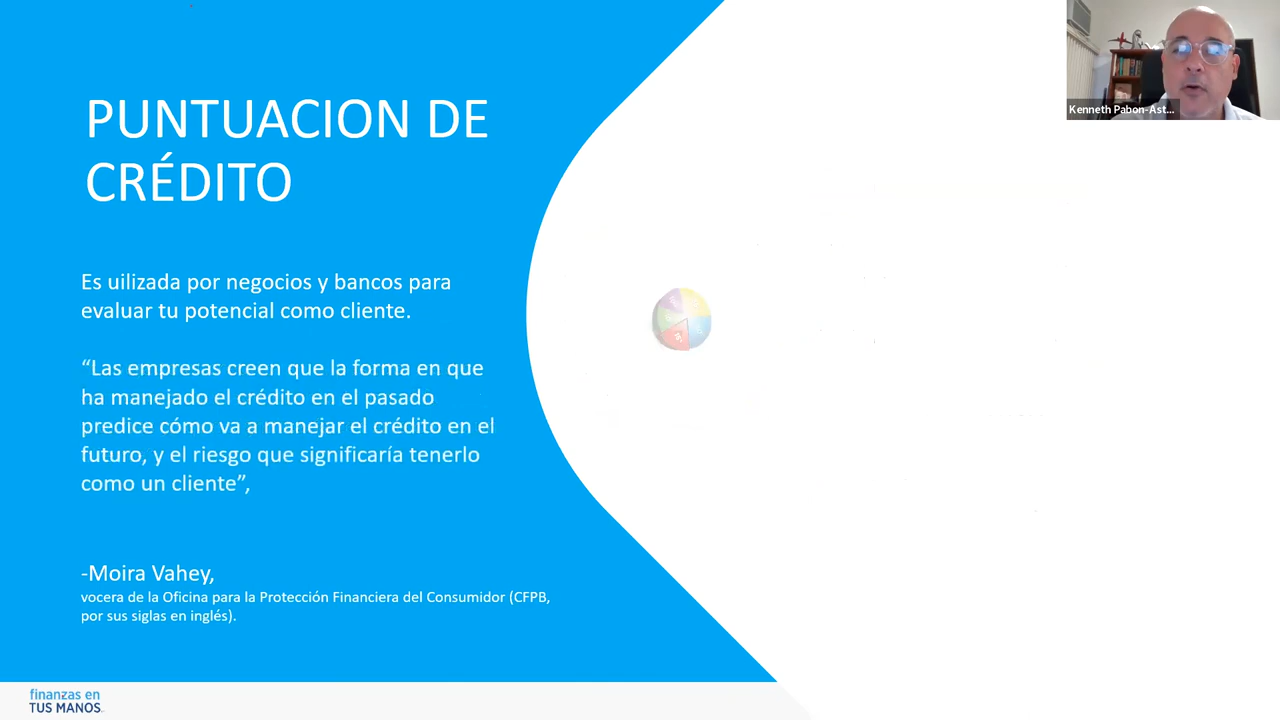 PUNTUACION DE
CRÉDITO
Es uilizada por negocios y bancos para
evaluar tu potencial como cliente.
“Las empresas creen que la forma en que
ha manejado el crédito en el pasado
predice cómo va a manejar el crédito en el
futuro, y el riesgo que significaría tenerlo
como un cliente”,
-Moira Vahey,
vocera de la Oficina para la Protección Financiera del Consumidor (CFPB,
por sus siglas en inglés).
finanzas en
TUS MANOS
Kenneth Pabon-Ast...